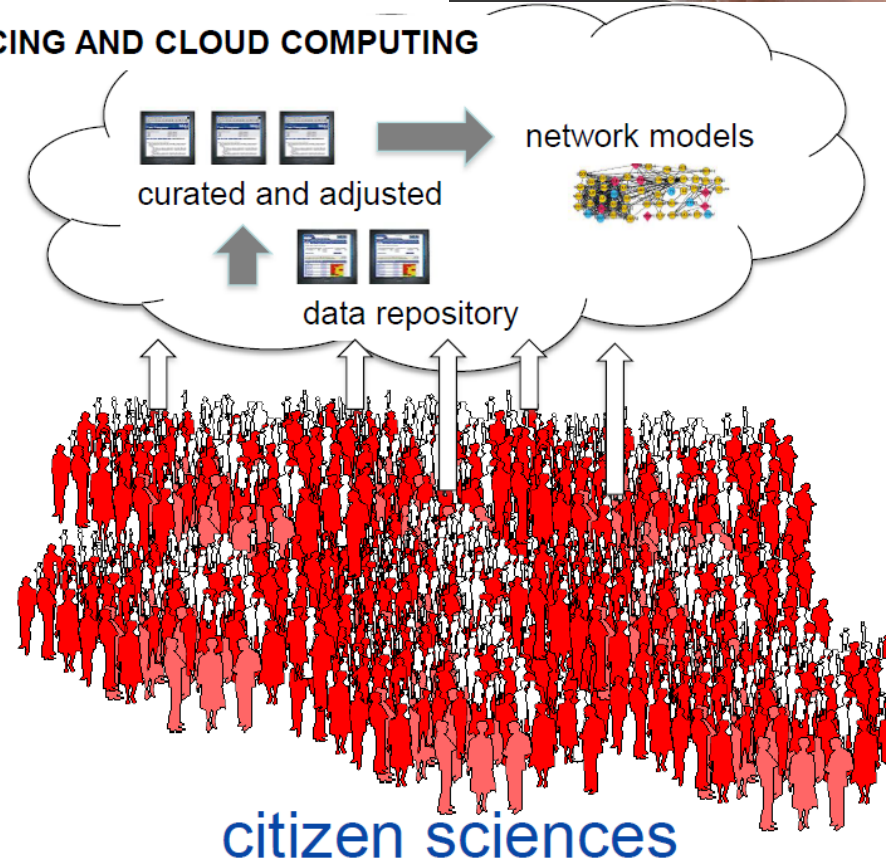 CING AND CLOUD COMPUTING
network models
curated and adjusted
data repository
citizen sciences